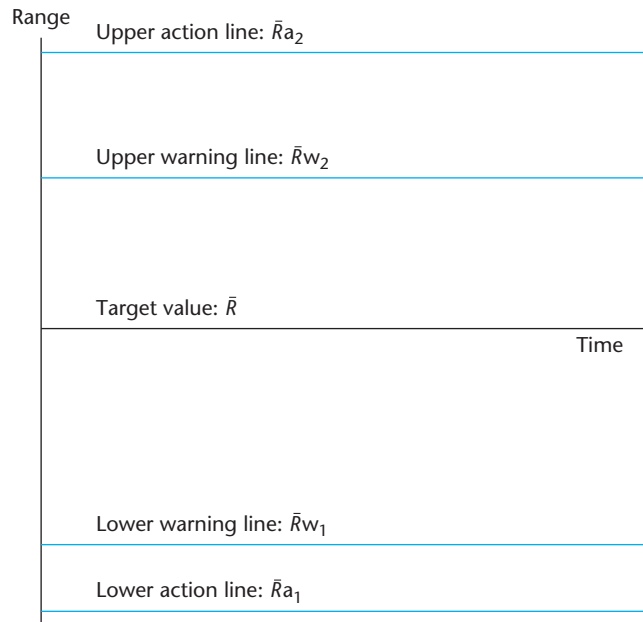 Range
Upper action line: R̄a₂
Upper warning line: R̄w₂
Target value: R̄
Time
Lower warning line: R̄w₁
Lower action line: R̄a₁